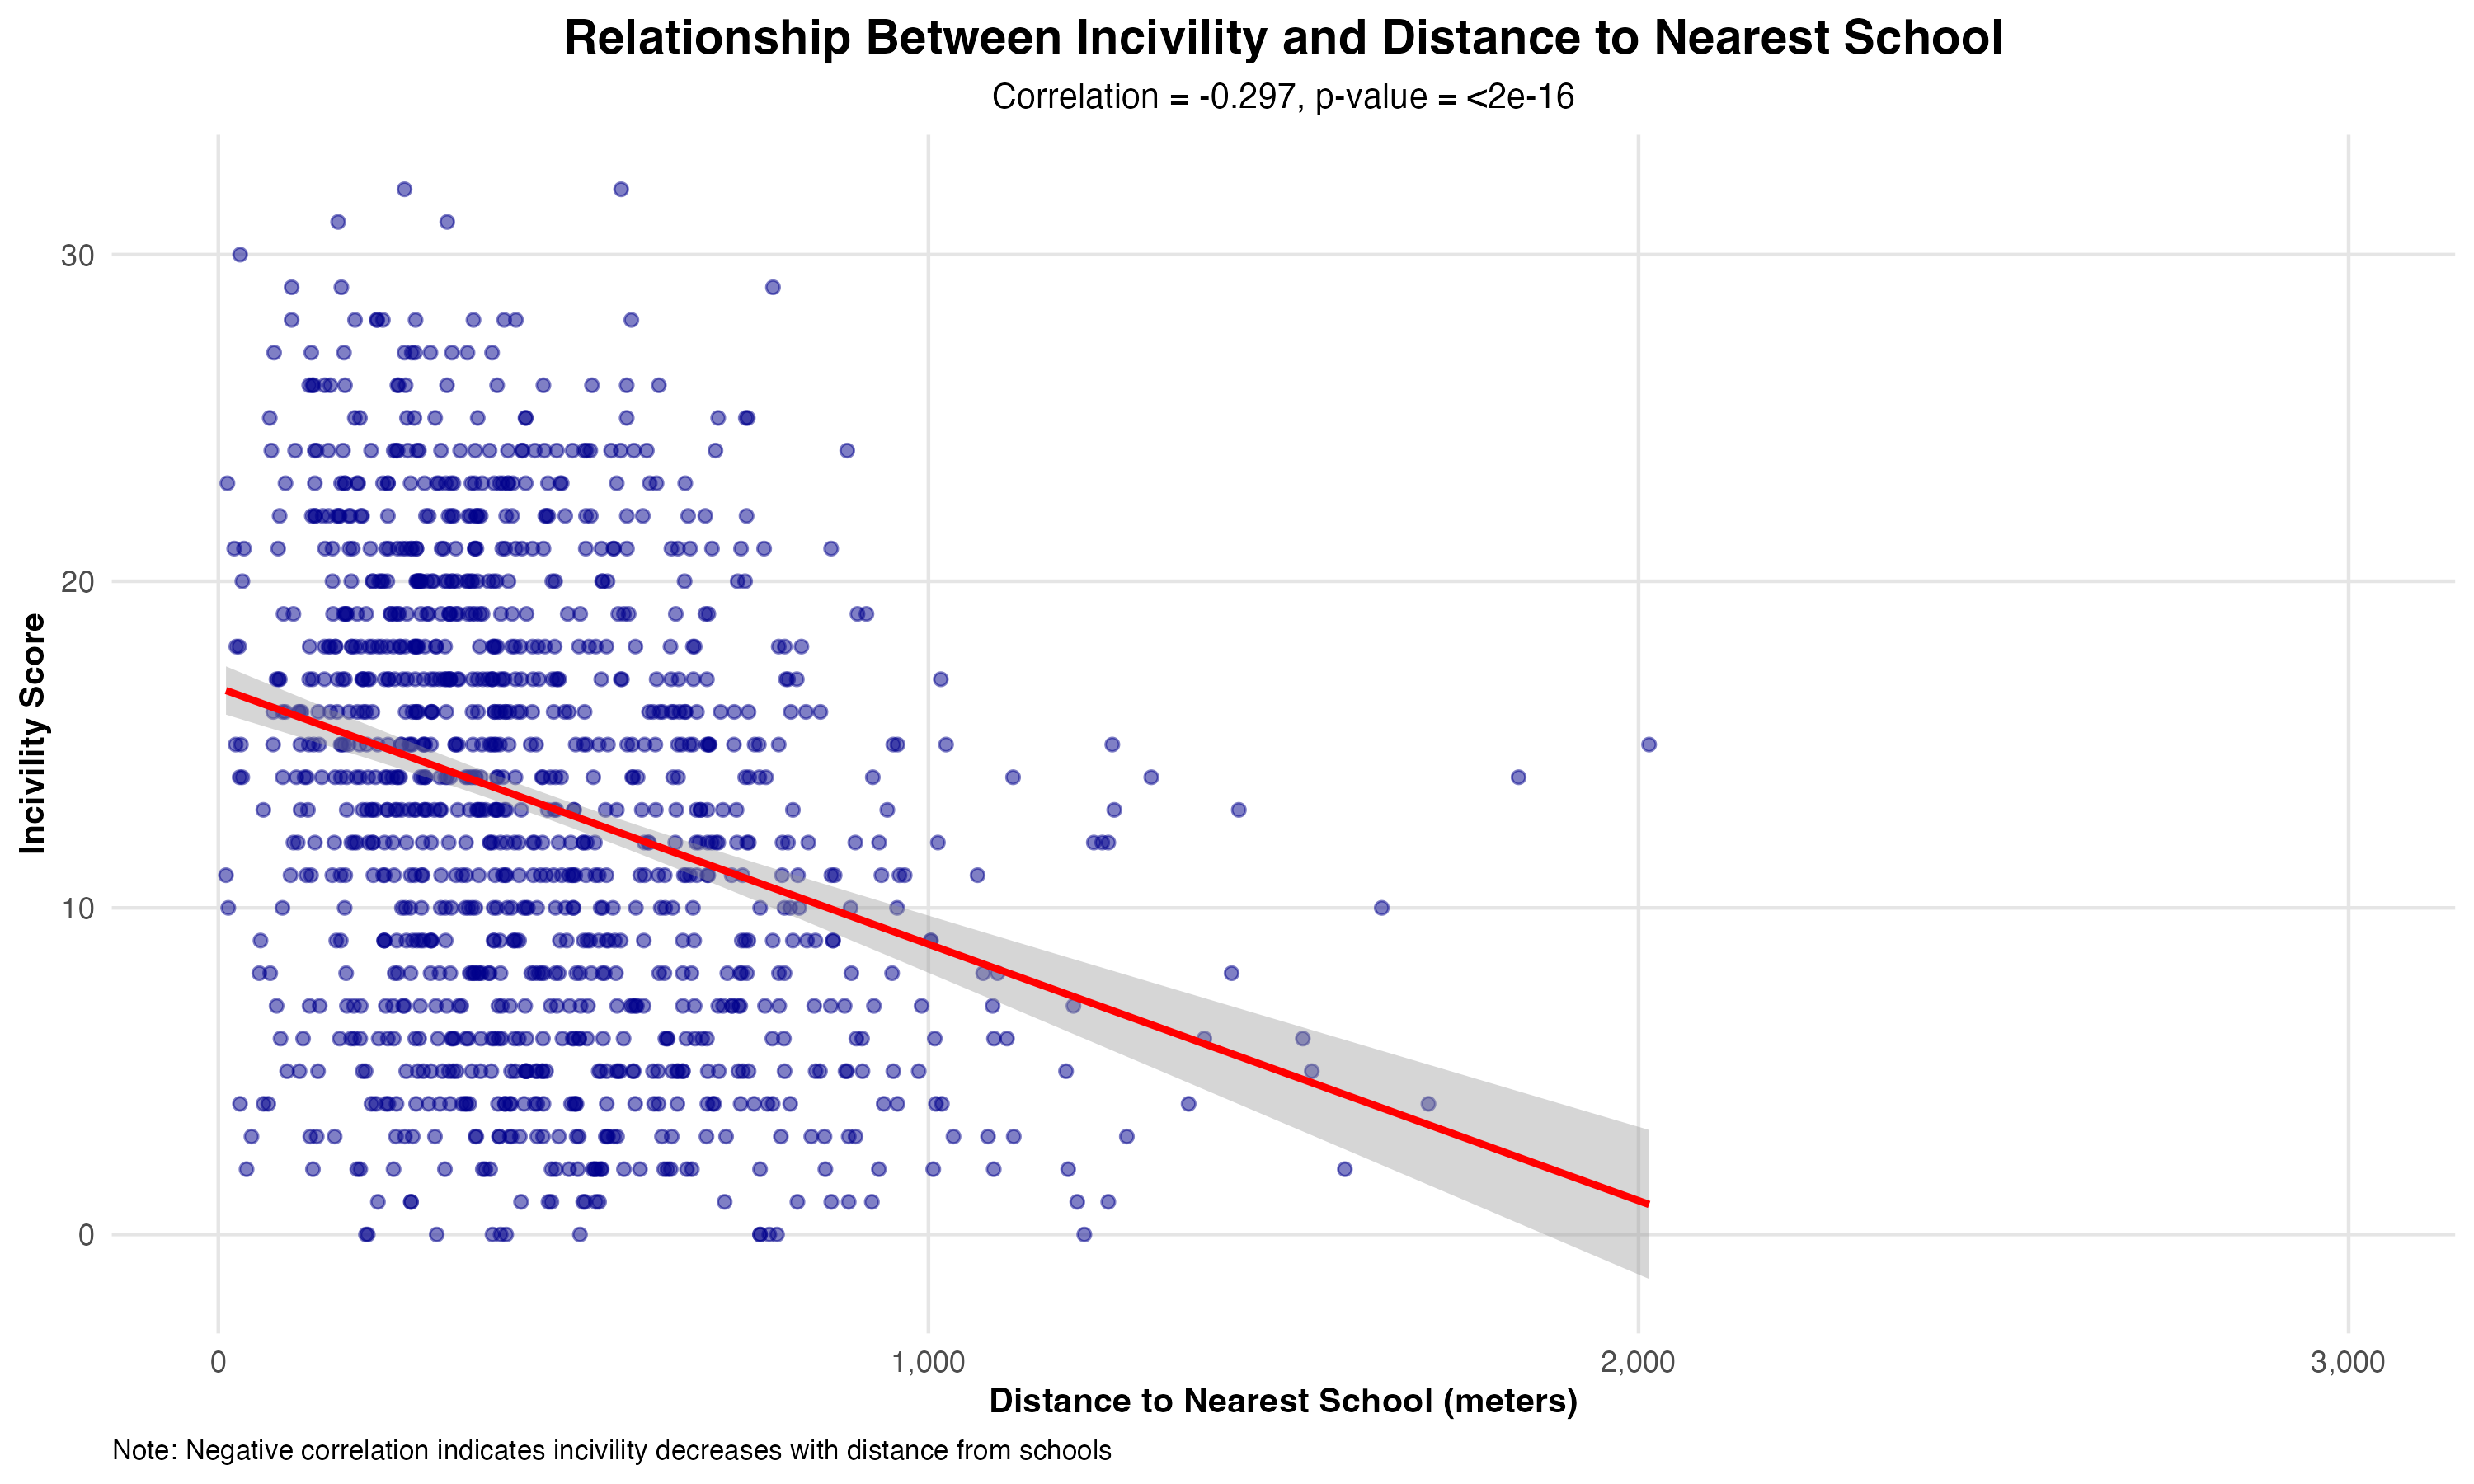 Relationship Between Incivility and Distance to Nearest School
Correlation = -0.297, p-value = <2e-16
30
20
10
0
Incivility Score
0 1,000 2,000 3,000
Distance to Nearest School (meters)
Note: Negative correlation indicates incivility decreases with distance from schools